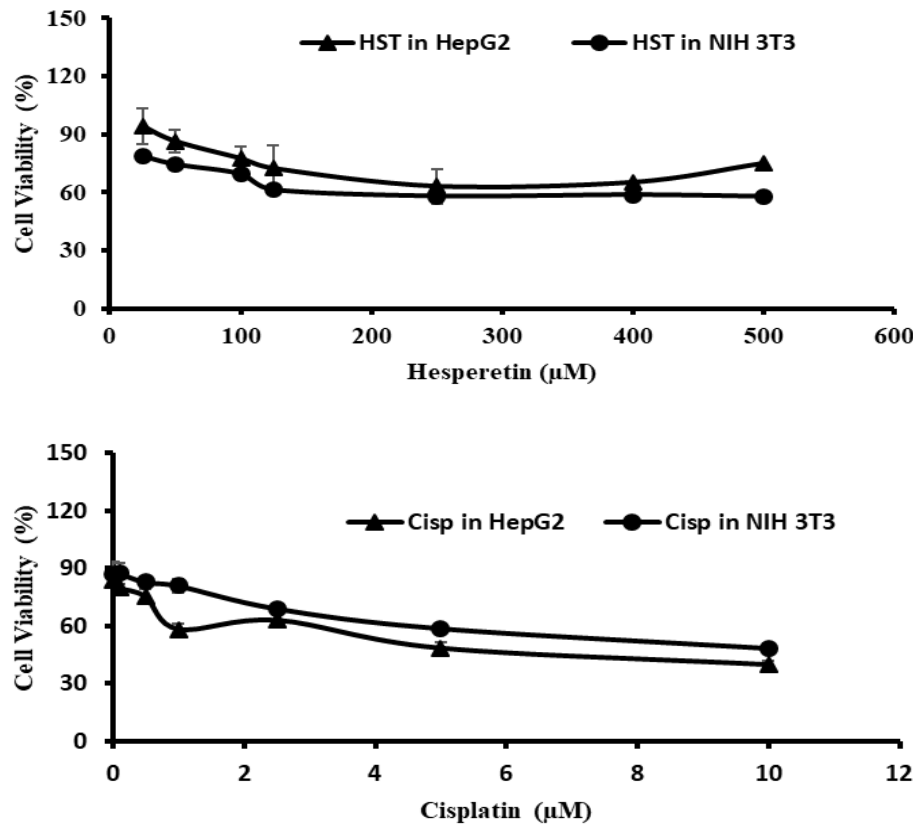 150
HST in HepG2 HST in NIH 3T3
120
90
60
30
0
Cell Viability (%)
0 100 200 300 400 500 600
Hesperetin (µM)
150
120
Cisp in HepG2 Cisp in NIH 3T3
90
60
30
0
Cell Viability (%)
0 2 4 6 8 10 12
Cisplatin (µM)